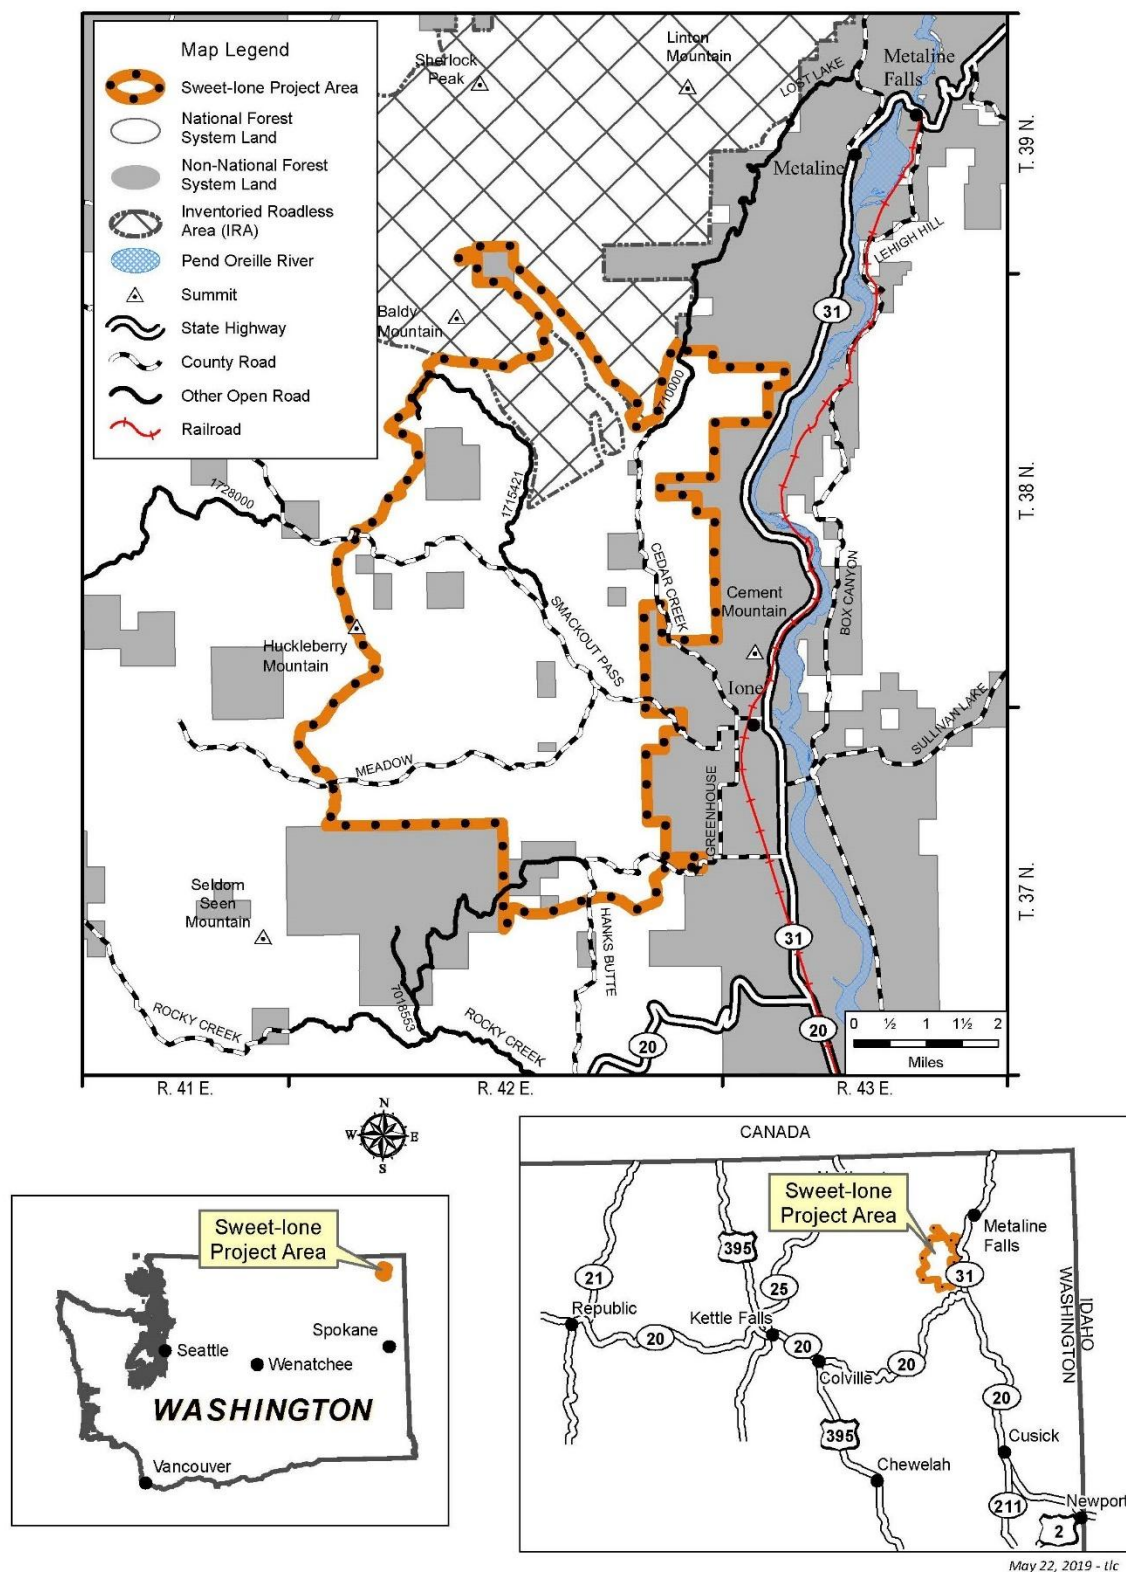 Map Legend
Sweet-Ione Project Area
National Forest
System Land
Non-National Forest
System Land
Inventoried Roadless
Area (IRA)
Pend Oreille River
Summit
State Highway
County Road
Other Open Road
Railroad
Sherlock
Peak
Linton
Mountain
LOST LAKE
Metaline
Falls
Metaline
LEHIGH HILL
T. 39 N.
Baldy
Mountain
31
1710000
1728000
1715421
T. 38 N.
CEDAR CREEK
SMACKOUT PASS
Cement
Mountain
BOX CANYON
Huckleberry
Mountain
Ione
SULLIVAN LAKE
MEADOW
GREENHOUSE
Seldom
Seen
Mountain
HANKS BUTTE
T. 37 N.
31
7018553
ROCKY CREEK
ROCKY CREEK
20
20
0 ½ 1 1½ 2
Miles
R. 41 E.
R. 42 E.
R. 43 E.
N
W E
S
Sweet-Ione
Project Area
Seattle
Spokane
Wenatchee
WASHINGTON
Vancouver
CANADA
Sweet-Ione
Project Area
Metaline
Falls
395
21
25
31
Republic
Kettle Falls
20
20
Colville
20
IDAHO
WASHINGTON
20
395
Cusick
Chewelah
211
Newport
2
May 22, 2019 - tlc